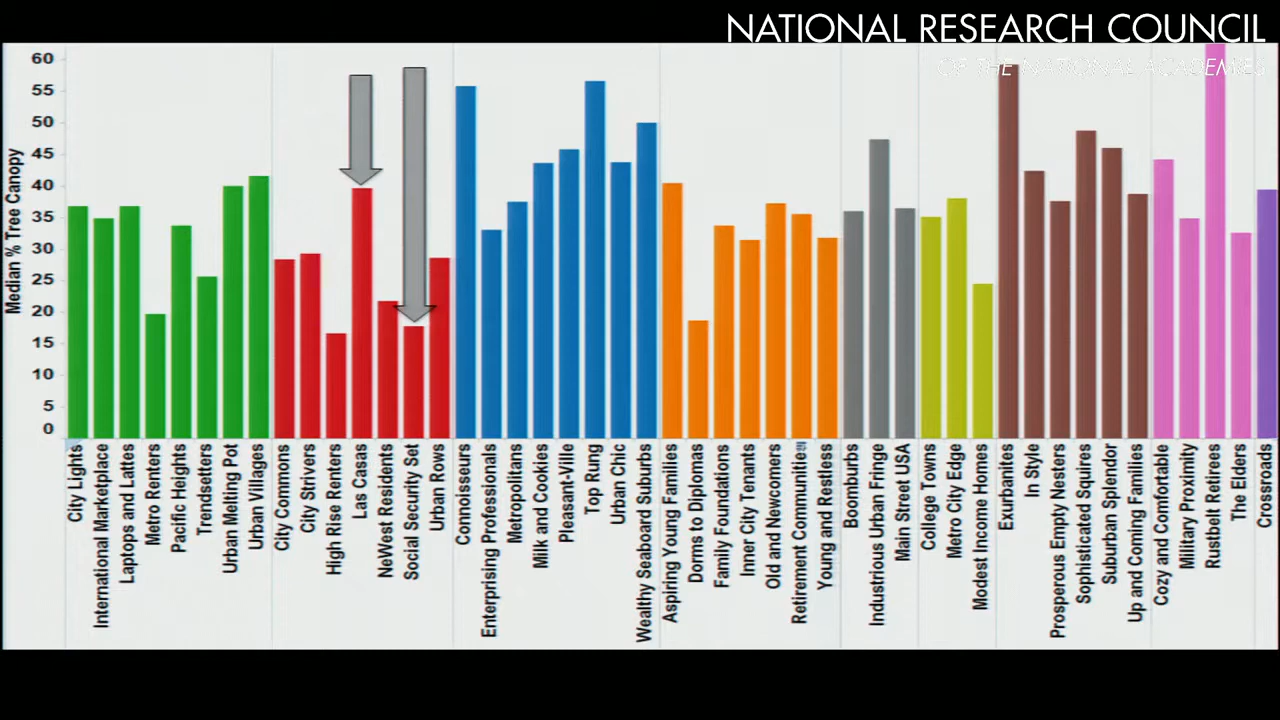 NATIONAL RESEARCH COUNCIL
OF THE NATIONAL ACADEMIES
Median % Tree Canopy
60
55
50
45
40
35
30
25
20
15
10
5
0
City Lights
International Marketplace
Laptops and Lattes
Metro Renters
Pacific Heights
Trendsetters
Urban Melting Pot
Urban Villages
City Commons
City Strivers
High Rise Renters
Las Casas
NeWest Residents
Social Security Set
Urban Rows
Connoisseurs
Enterprising Professionals
Metropolitans
Milk and Cookies
Pleasant-Ville
Top Rung
Urban Chic
Wealthy Seaboard Suburbs
Aspiring Young Families
Dorms to Diplomas
Family Foundations
Inner City Tenants
Old and Newcomers
Retirement Communities
Young and Restless
Boomburbs
Industrious Urban Fringe
Main Street USA
College Towns
Metro City Edge
Modest Income Homes
Exurbanites
In Style
Prosperous Empty Nesters
Sophisticated Squires
Suburban Splendor
Up and Coming Families
Cozy and Comfortable
Military Proximity
Rustbelt Retirees
The Elders
Crossroads